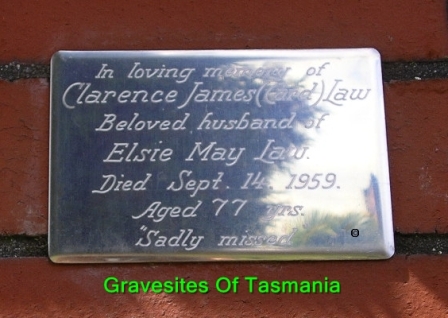 In loving memory of
Clarence James Law
Beloved husband of
Elsie May Law.
Died Sept. 14. 1959.
Aged 77 yrs.
"Sadly missed"
Gravesites Of Tasmania